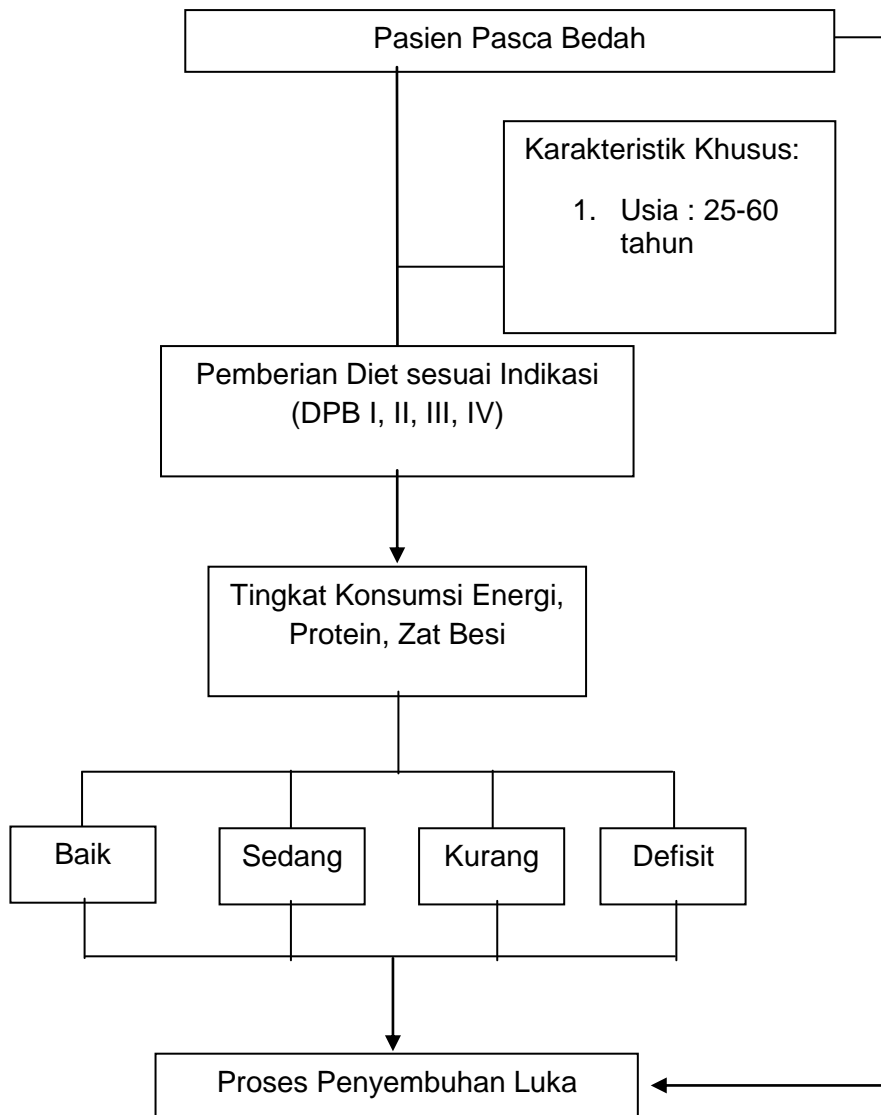 Pasien Pasca Bedah
Karakteristik Khusus:
1. Usia : 25-60
tahun
Pemberian Diet sesuai Indikasi
(DPB I, II, III, IV)
Tingkat Konsumsi Energi,
Protein, Zat Besi
Baik
Sedang
Kurang
Defisit
Proses Penyembuhan Luka